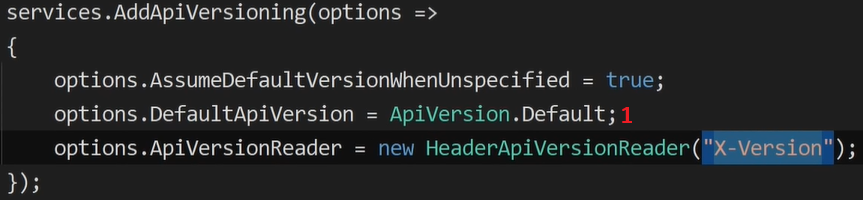 services.AddApiVersioning(options =>
{
    options.AssumeDefaultVersionWhenUnspecified = true;
    options.DefaultApiVersion = ApiVersion.Default;1
    options.ApiVersionReader = new HeaderApiVersionReader("X-Version");
});